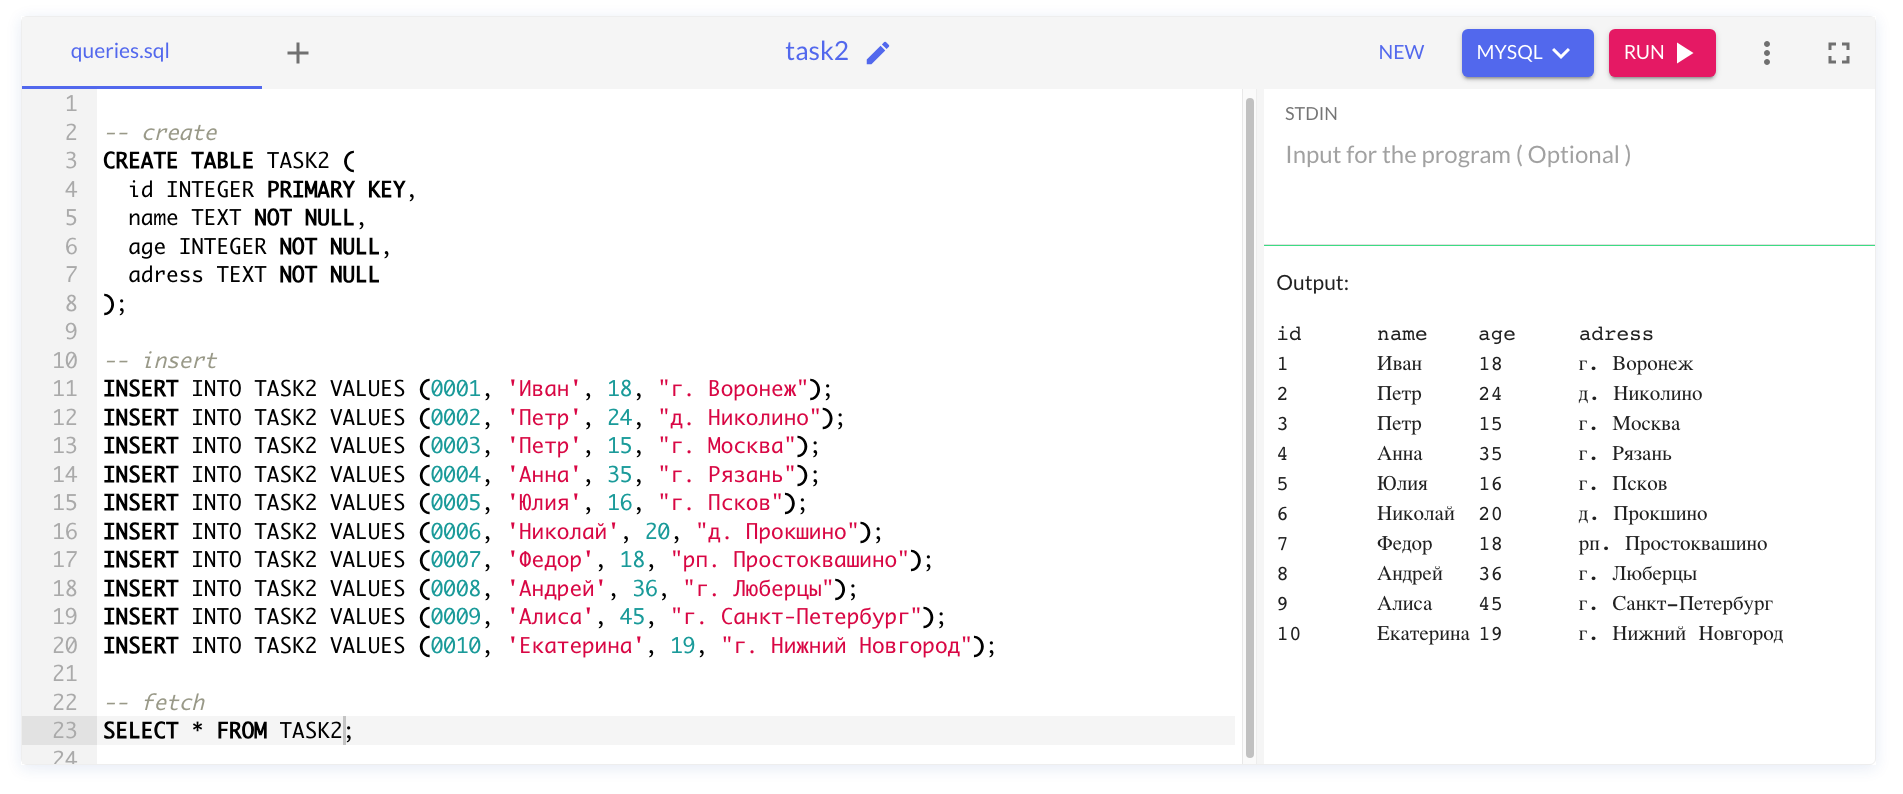 queries.sql
task2
NEW
MYSQL
RUN
1
2 -- create
3 CREATE TABLE TASK2 (
4 id INTEGER PRIMARY KEY,
5 name TEXT NOT NULL,
6 age INTEGER NOT NULL,
7 adress TEXT NOT NULL
8 );
9
10 -- insert
11 INSERT INTO TASK2 VALUES (0001, 'Иван', 18, "г. Воронеж");
12 INSERT INTO TASK2 VALUES (0002, 'Петр', 24, "д. Николино");
13 INSERT INTO TASK2 VALUES (0003, 'Петр', 15, "г. Москва");
14 INSERT INTO TASK2 VALUES (0004, 'Анна', 35, "г. Рязань");
15 INSERT INTO TASK2 VALUES (0005, 'Юлия', 16, "г. Псков");
16 INSERT INTO TASK2 VALUES (0006, 'Николай', 20, "д. Прокшино");
17 INSERT INTO TASK2 VALUES (0007, 'Федор', 18, "рп. Простоквашино");
18 INSERT INTO TASK2 VALUES (0008, 'Андрей', 36, "г. Люберцы");
19 INSERT INTO TASK2 VALUES (0009, 'Алиса', 45, "г. Санкт-Петербург");
20 INSERT INTO TASK2 VALUES (0010, 'Екатерина', 19, "г. Нижний Новгород");
21
22 -- fetch
23 SELECT * FROM TASK2;
24
STDIN
Input for the program ( Optional )
Output:
id name age adress
1 Иван 18 г. Воронеж
2 Петр 24 д. Николино
3 Петр 15 г. Москва
4 Анна 35 г. Рязань
5 Юлия 16 г. Псков
6 Николай 20 д. Прокшино
7 Федор 18 рп. Простоквашино
8 Андрей 36 г. Люберцы
9 Алиса 45 г. Санкт-Петербург
10 Екатерина 19 г. Нижний Новгород